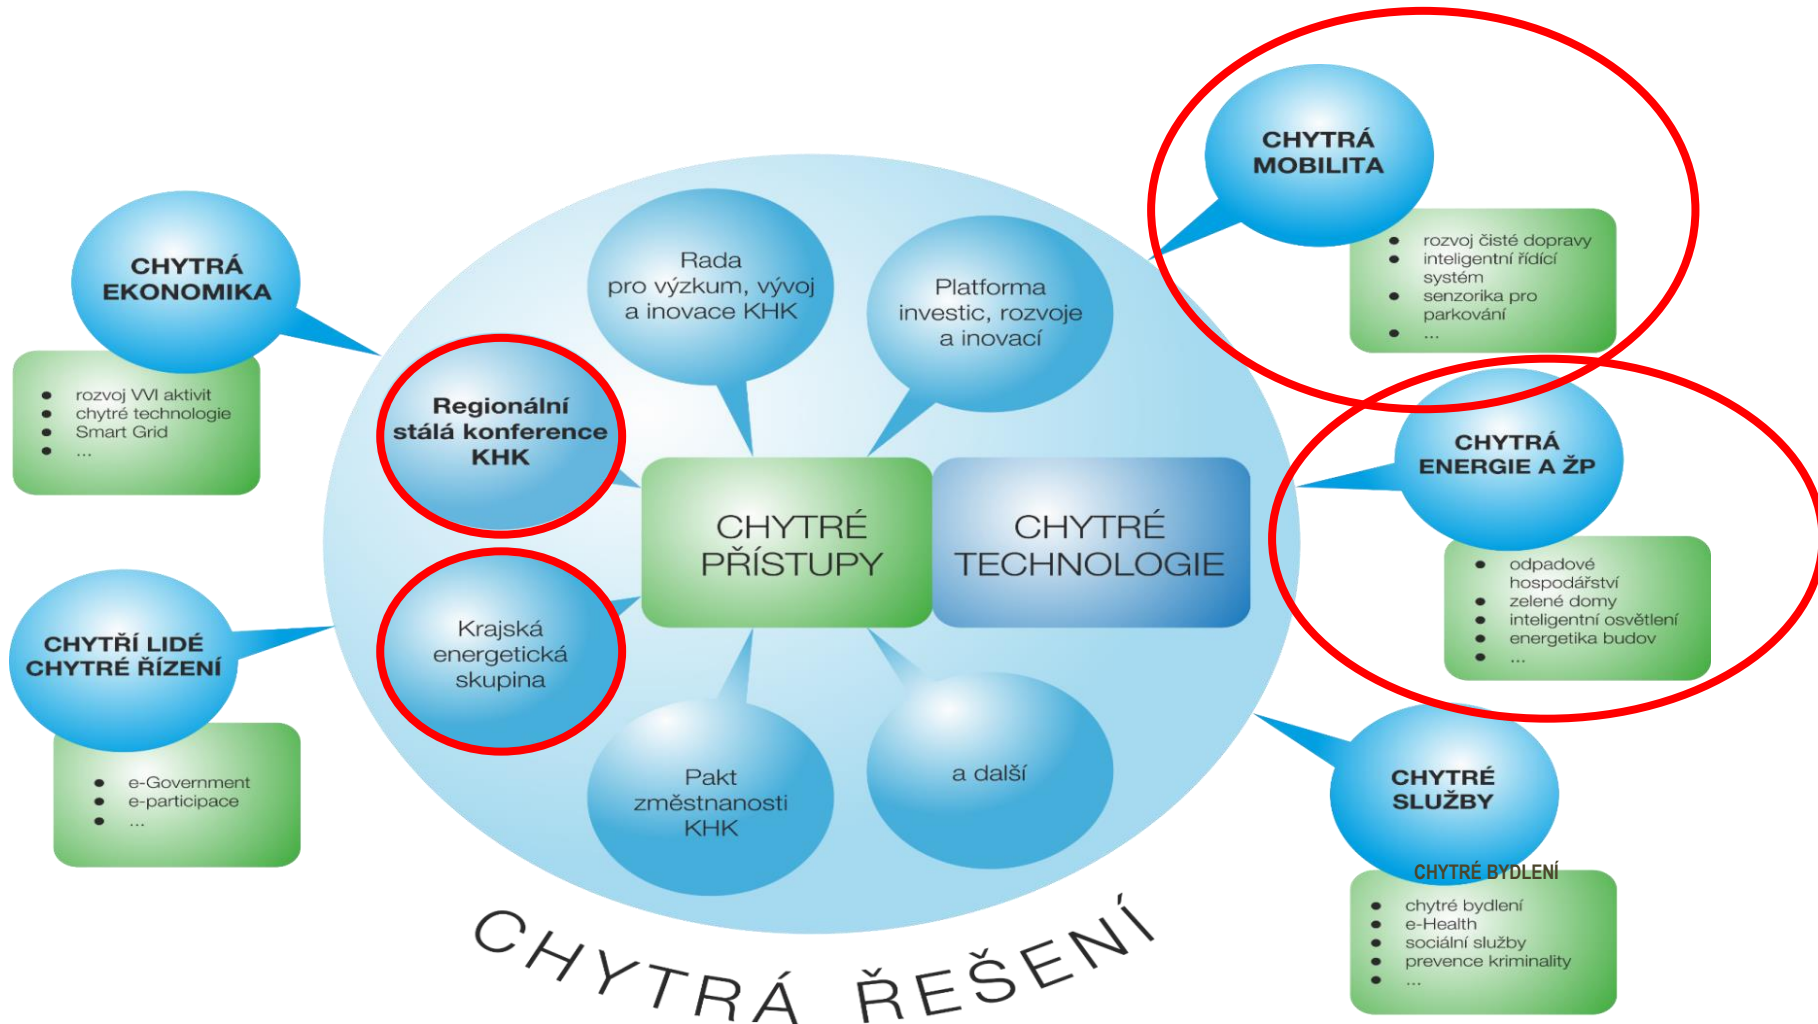 CHYTRÁ
EKONOMIKA
rozvoj VVI aktivit
chytré technologie
Smart Grid
...
CHYTŘÍ LIDÉ
CHYTRÉ ŘÍZENÍ
e-Government
e-participace
...
Rada
pro výzkum, vývoj
a inovace KHK
Platforma
investic, rozvoje
a inovací
Regionální
stálá konference
KHK
CHYTRÉ
PŘÍSTUPY
CHYTRÉ
TECHNOLOGIE
Krajská
energetická
skupina
Pakt
změstnanosti
KHK
a další
CHYTRÁ ŘEŠENÍ
CHYTRÁ
MOBILITA
rozvoj čisté dopravy
inteligentní řídící
systém
senzorika pro
parkování
...
CHYTRÁ
ENERGIE A ŽP
odpadové
hospodářství
zelené domy
inteligentní osvětlení
energetika budov
...
CHYTRÉ
SLUŽBY
CHYTRÉ BYDLENÍ
chytré bydlení
e-Health
sociální služby
prevence kriminality
...